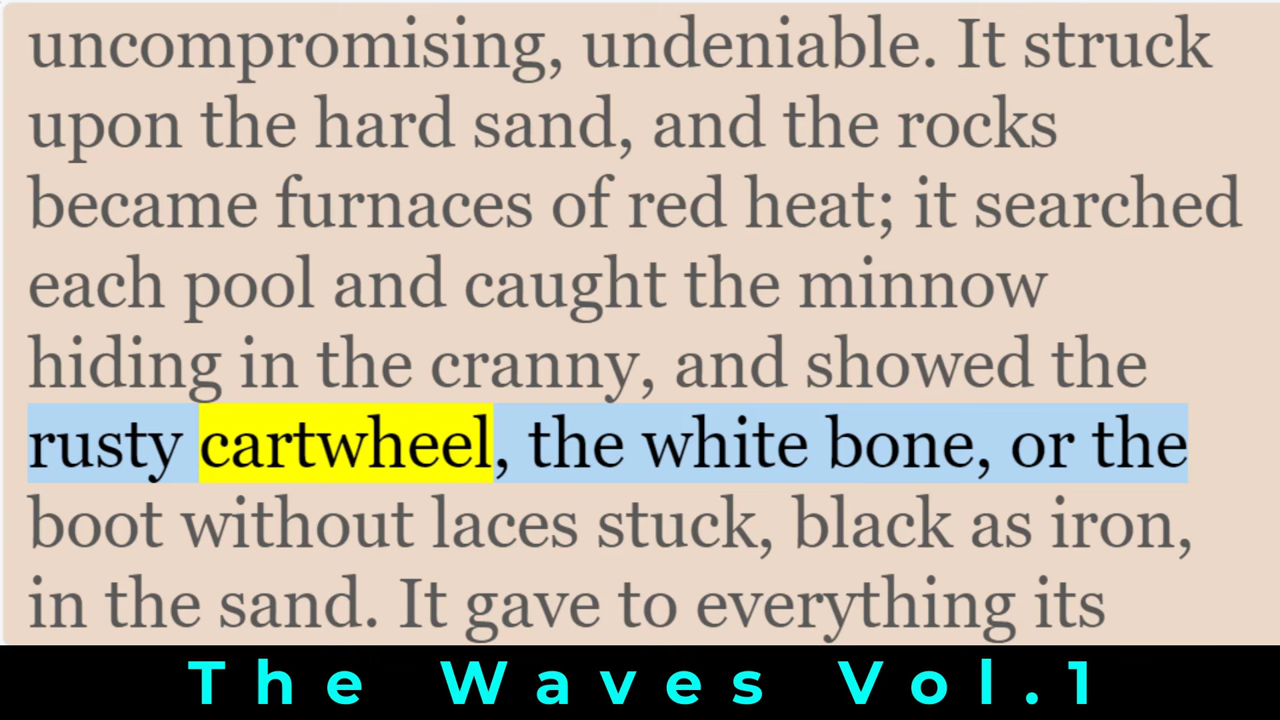 uncompromising, undeniable. It struck
upon the hard sand, and the rocks
became furnaces of red heat; it searched
each pool and caught the minnow
hiding in the cranny, and showed the
rusty cartwheel, the white bone, or the
boot without laces stuck, black as iron,
in the sand. It gave to everything its
The Waves Vol.1